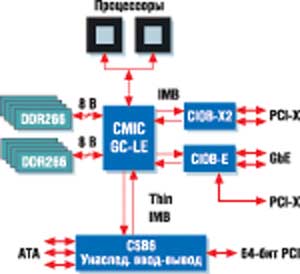 Процессоры
DDR266
8 В
IMB
CMIC
GC-LE
CIOB-X2
PCI-X
DDR266
8 В
CIOB-E
GbE
Thin
IMB
PCI-X
ATA
CSB6
Унаслед. ввод-вывод
64-бит PCI